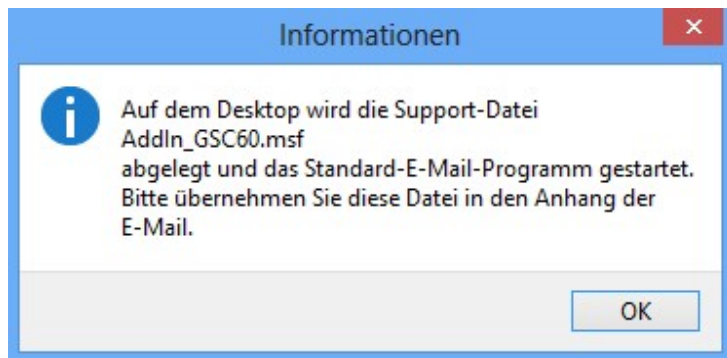 Informationen
Auf dem Desktop wird die Support-Datei
AddIn_GSC60.msf
abgelegt und das Standard-E-Mail-Programm gestartet.
Bitte übernehmen Sie diese Datei in den Anhang der
E-Mail.
OK